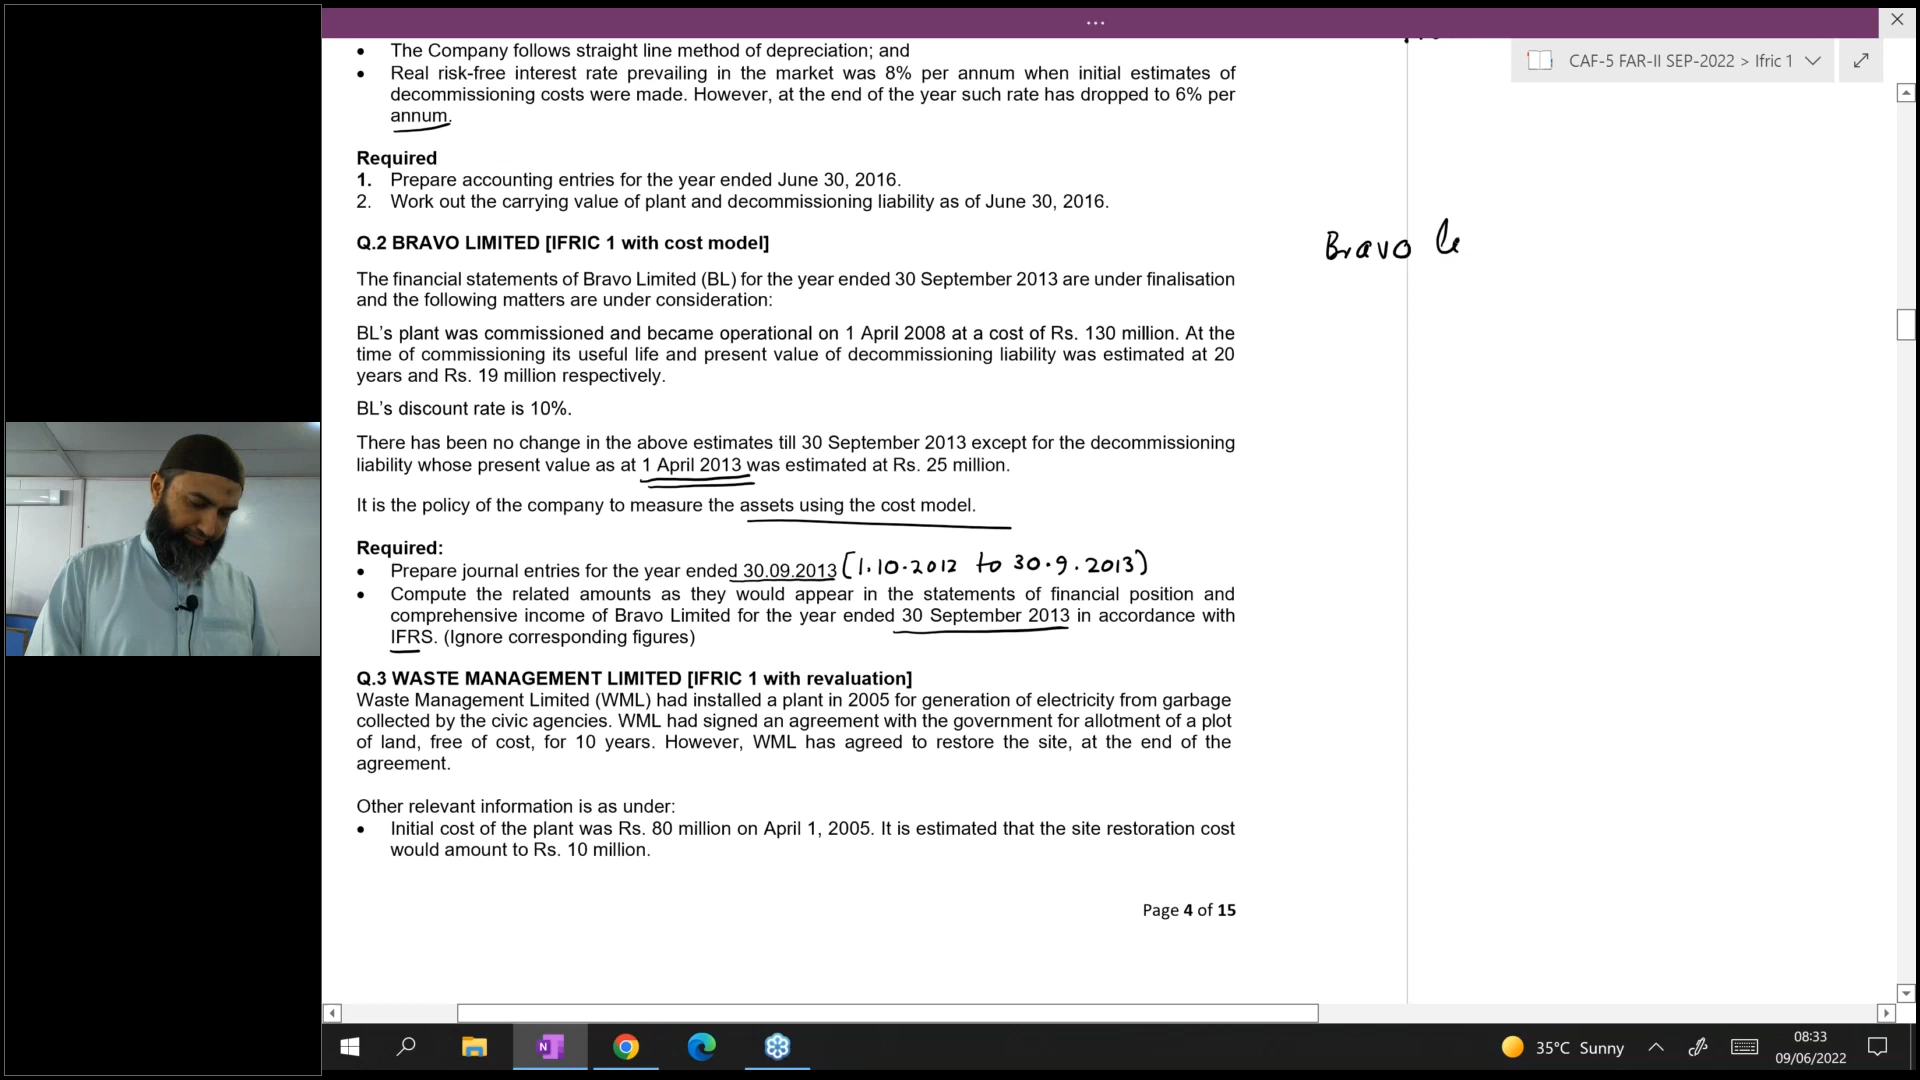 ...
CAF-5 FAR-II SEP-2022 > Ifric 1
• The Company follows straight line method of depreciation; and
• Real risk-free interest rate prevailing in the market was 8% per annum when initial estimates of
decommissioning costs were made. However, at the end of the year such rate has dropped to 6% per
annum.
Required
1. Prepare accounting entries for the year ended June 30, 2016.
2. Work out the carrying value of plant and decommissioning liability as of June 30, 2016.
Q.2 BRAVO LIMITED [IFRIC 1 with cost model]
Bravo
The financial statements of Bravo Limited (BL) for the year ended 30 September 2013 are under finalisation
and the following matters are under consideration:
BL's plant was commissioned and became operational on 1 April 2008 at a cost of Rs. 130 million. At the
time of commissioning its useful life and present value of decommissioning liability was estimated at 20
years and Rs. 19 million respectively.
BL's discount rate is 10%.
There has been no change in the above estimates till 30 September 2013 except for the decommissioning
liability whose present value as at 1 April 2013 was estimated at Rs. 25 million.
It is the policy of the company to measure the assets using the cost model.
Required:
• Prepare journal entries for the year ended 30.09.2013 (1.10.2012 to 30.9.2013)
• Compute the related amounts as they would appear in the statements of financial position and
comprehensive income of Bravo Limited for the year ended 30 September 2013 in accordance with
IFRS. (Ignore corresponding figures)
Q.3 WASTE MANAGEMENT LIMITED [IFRIC 1 with revaluation]
Waste Management Limited (WML) had installed a plant in 2005 for generation of electricity from garbage
collected by the civic agencies. WML had signed an agreement with the government for allotment of a plot
of land, free of cost, for 10 years. However, WML has agreed to restore the site, at the end of the
agreement.
Other relevant information is as under:
• Initial cost of the plant was Rs. 80 million on April 1, 2005. It is estimated that the site restoration cost
would amount to Rs. 10 million.
Page 4 of 15
35°C Sunny
08:33
09/06/2022